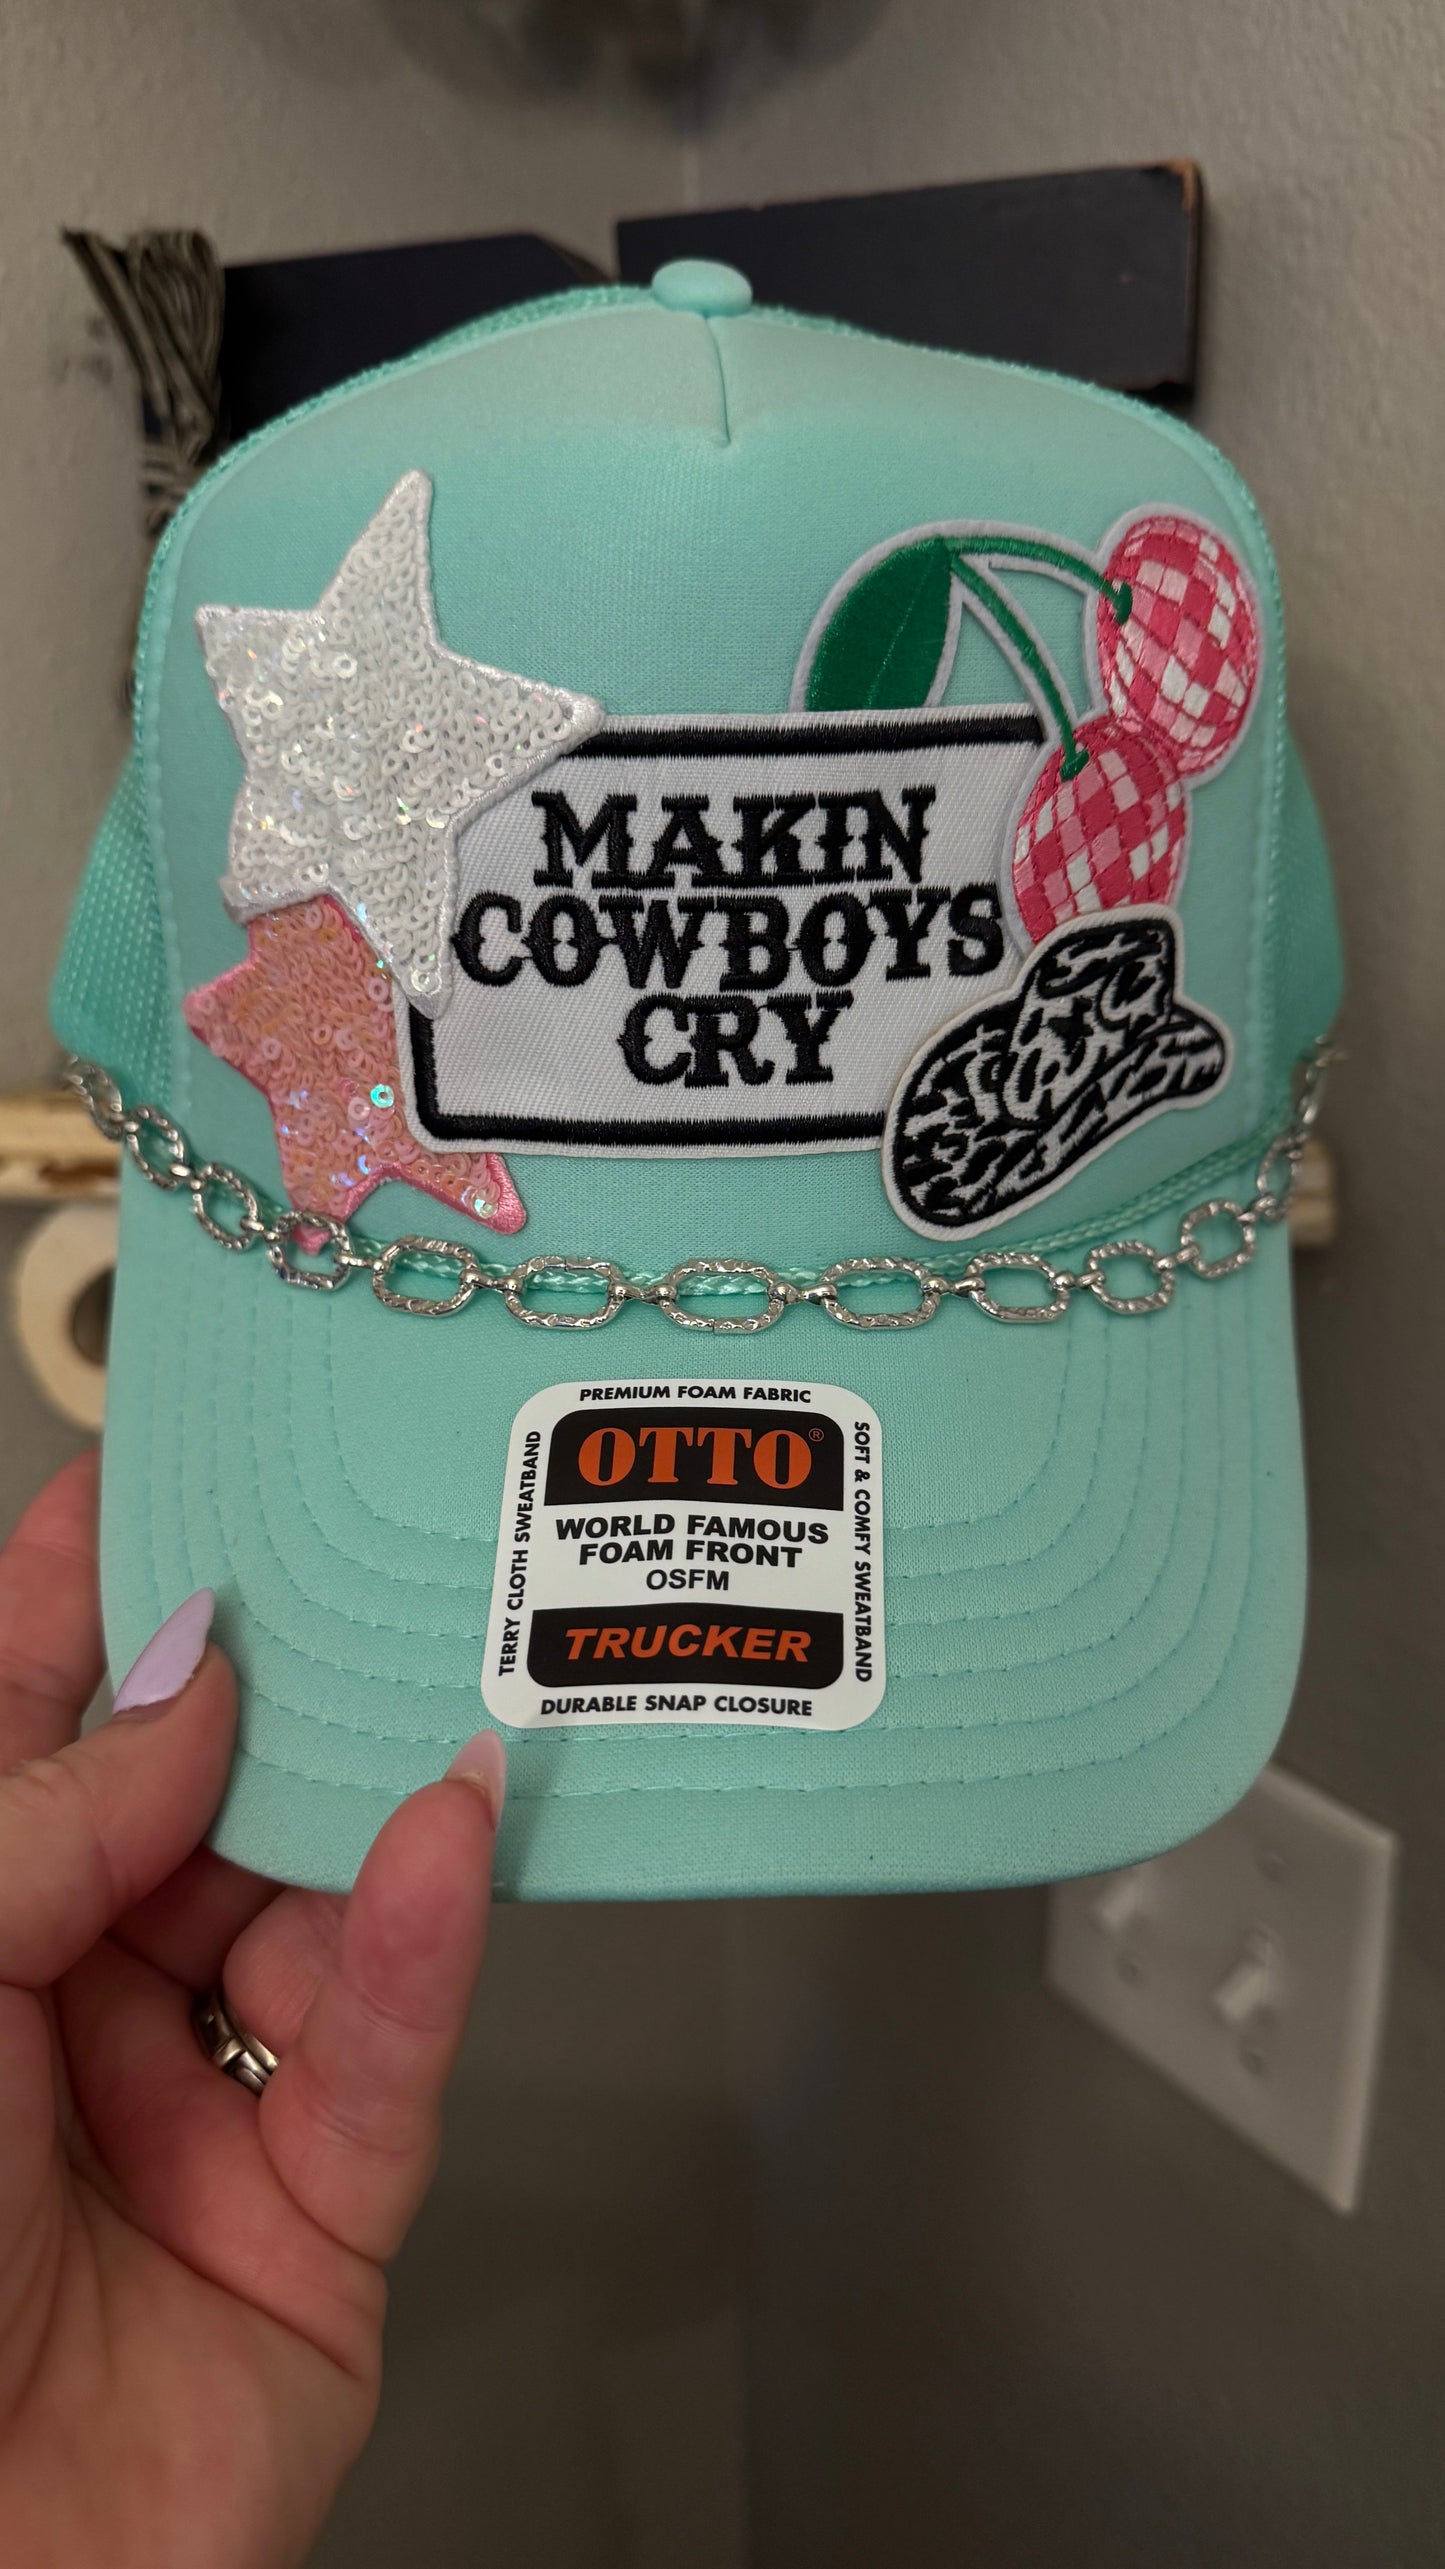 MAKIN
COWBOYS
CRY
PREMIUM FOAM FABRIC
OTTO®
WORLD FAMOUS
FOAM FRONT
OSFM
TRUCKER
TERRY CLOTH SWEATBAND
SOFT & COMFY SWEATBAND
DURABLE SNAP CLOSURE